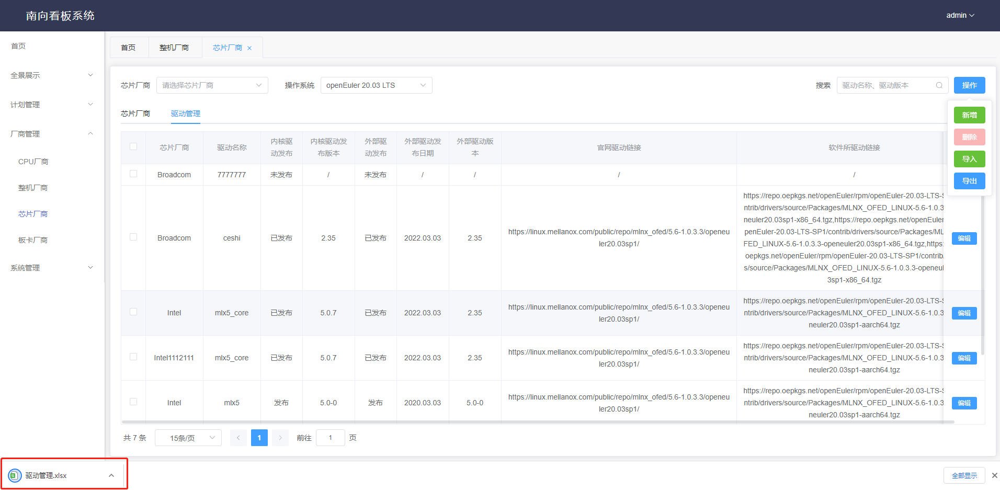 南向看板系统
admin
首页
全景展示
计划管理
厂商管理
CPU厂商
整机厂商
芯片厂商
板卡厂商
系统管理
首页
整机厂商
芯片厂商
芯片厂商
请选择芯片厂商
操作系统
openEuler 20.03 LTS
搜索
驱动名称、驱动版本
操作
新增
删除
导入
导出
芯片厂商
驱动管理
芯片厂商
驱动名称
内核驱
动发布
内核驱动发
布版本
外部驱
动发布
外部驱动发
布日期
外部驱动版
本
官网驱动链接
软件所驱动链接
Broadcom
7777777
未发布
/
未发布
/
/
/
/
Broadcom
ceshi
已发布
2.35
已发布
2022.03.03
2.35
https://linux.mellanox.com/public/repo/mlnx_ofed/5.6-1.0.3.3/openeu
ler20.03sp1/
https://repo.oepkgs.net/openEuler/rpm/openEuler-20.03-LTS-S
ntrib/drivers/source/Packages/MLNX_OFED_LINUX-5.6-1.0.3
neuler20.03sp1-x86_64.tgz,https://repo.oepkgs.net/openEuler
penEuler-20.03-LTS-SP1/contrib/drivers/source/Packages/ML
FED_LINUX-5.6-1.0.3.3-openeuler20.03sp1-x86_64.tgz,https:
oepkgs.net/openEuler/rpm/openEuler-20.03-LTS-SP1/contrib
s/source/Packages/MLNX_OFED_LINUX-5.6-1.0.3.3-openeul
3sp1-x86_64.tgz
编辑
Intel
mlx5_core
已发布
5.0.7
已发布
2022.03.03
2.35
https://linux.mellanox.com/public/repo/mlnx_ofed/5.6-1.0.3.3/openeu
ler20.03sp1/
https://repo.oepkgs.net/openEuler/rpm/openEuler-20.03-LTS-S
ntrib/drivers/source/Packages/MLNX_OFED_LINUX-5.6-1.0.3
neuler20.03sp1-aarch64.tgz
编辑
Intel1112111
mlx5_core
已发布
5.0.7
已发布
2022.03.03
2.35
https://linux.mellanox.com/public/repo/mlnx_ofed/5.6-1.0.3.3/openeu
ler20.03sp1/
https://repo.oepkgs.net/openEuler/rpm/openEuler-20.03-LTS-S
ntrib/drivers/source/Packages/MLNX_OFED_LINUX-5.6-1.0.3
neuler20.03sp1-aarch64.tgz
编辑
Intel
mlx5
发布
5.0-0
发布
2020.03.03
5.0-0
https://linux.mellanox.com/public/repo/mlnx_ofed/5.6-1.0.3.3/openeu
ler20.03sp1/
https://repo.oepkgs.net/openEuler/rpm/openEuler-20.03-LTS-S
ntrib/drivers/source/Packages/MLNX_OFED_LINUX-5.6-1.0.3
neuler20.03sp1-aarch64.tgz
编辑
共 7 条
15条/页
1
前往
1
页
驱动管理.xlsx
全部显示